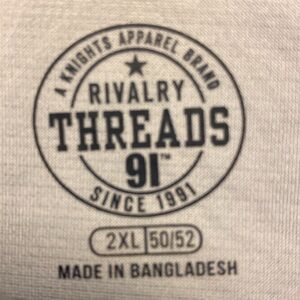 A KNIGHTS APPAREL BRAND
RIVALRY
THREADS
91™
SINCE 1991
2XL 50/52
MADE IN BANGLADESH